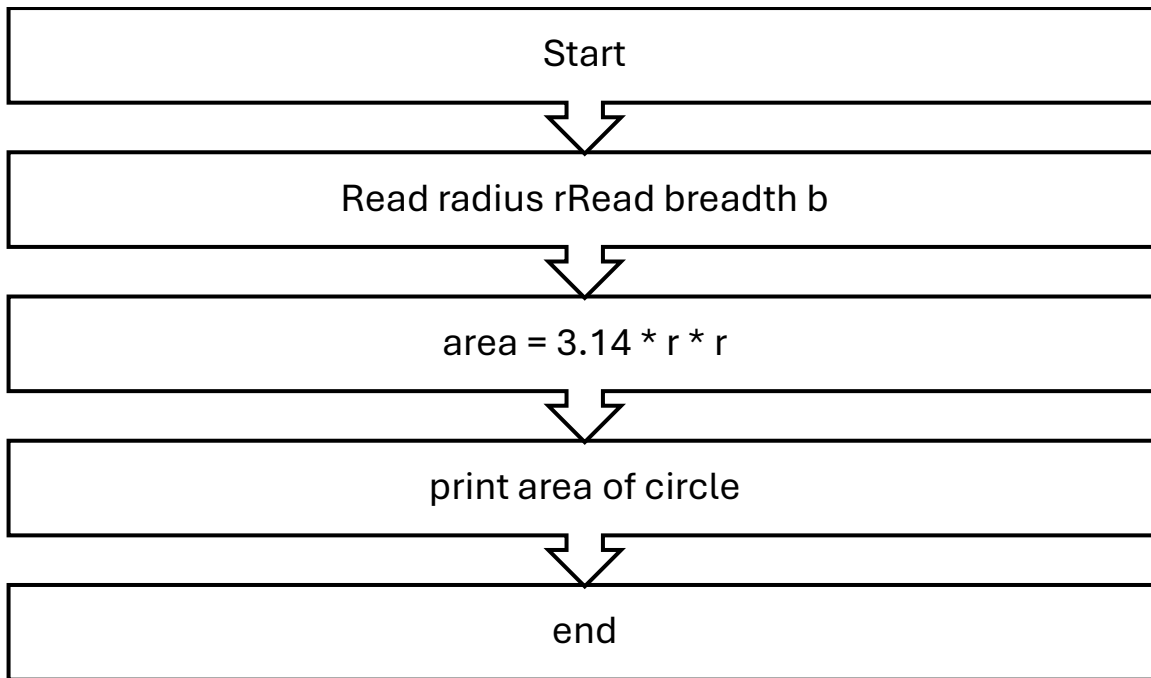 Start
Read radius rRead breadth b
area = 3.14 * r * r
print area of circle
end